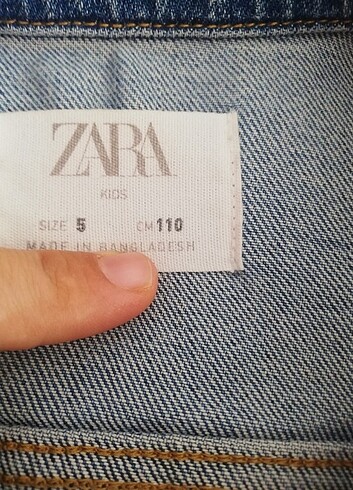 ZARA
KIDS
SIZE 5 CM 110
MADE IN BANGLADESH